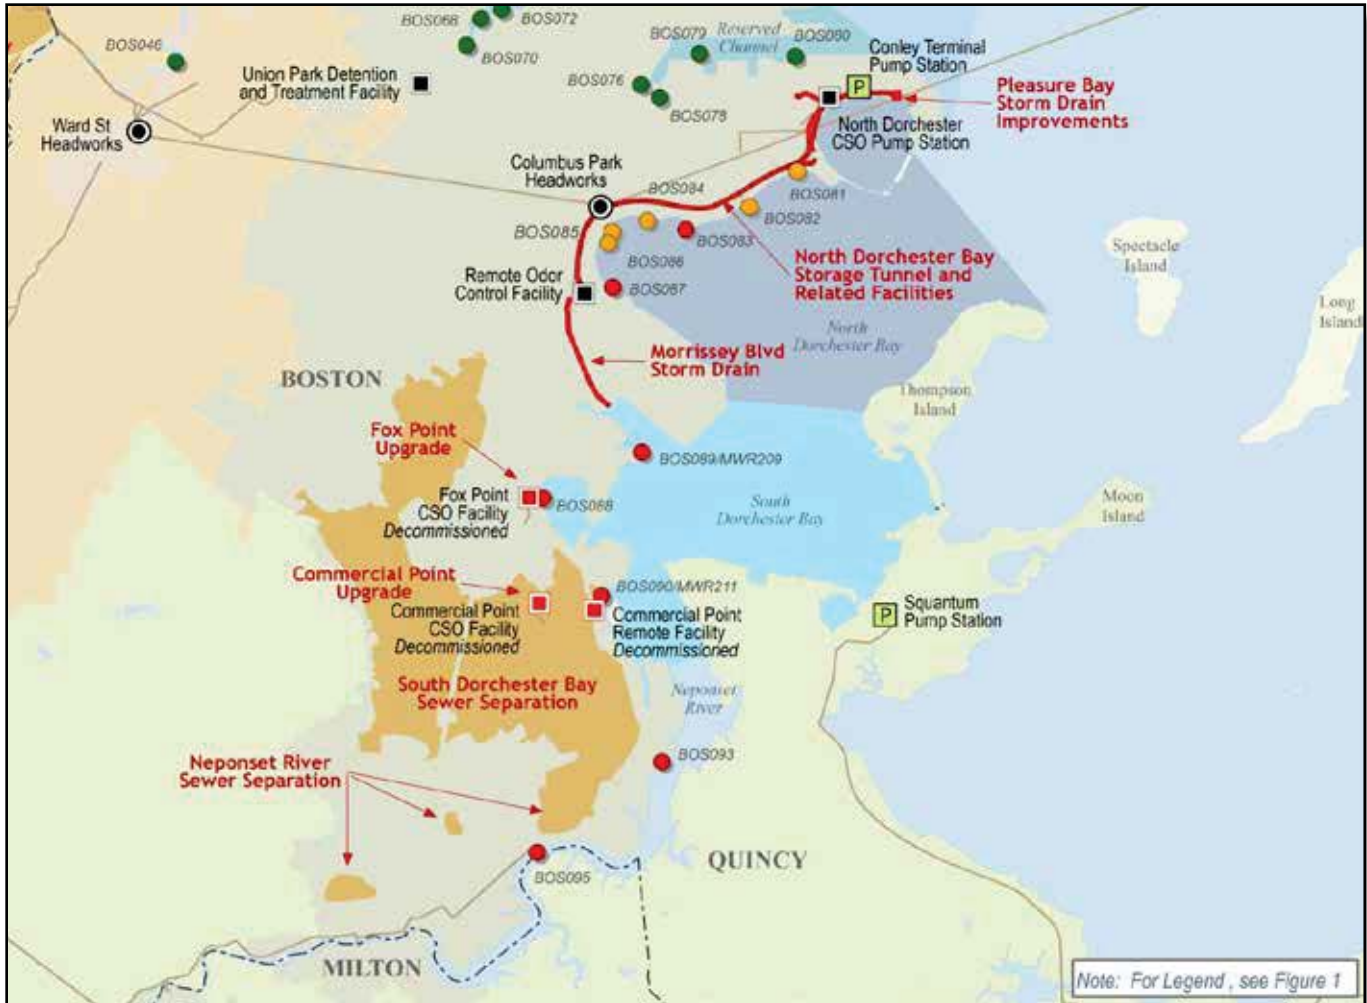 BOS068
BOS072
BOS046
BOS070
BOS079
Reserved
Channel
BOS080
Conley Terminal
Pump Station
Union Park Detention
and Treatment Facility
BOS076
BOS078
Pleasure Bay
Storm Drain
Improvements
Ward St
Headworks
North Dorchester
CSO Pump Station
Columbus Park
Headworks
BOS084
BOS081
BOS082
BOS085
BOS083
BOS086
Spectacle
Island
Remote Odor
Control Facility
BOS087
North Dorchester Bay
Storage Tunnel and
Related Facilities
Long
Island
North
Dorchester Bay
Morrissey Blvd
Storm Drain
BOSTON
Thompson
Island
Fox Point
Upgrade
BOS089/MWR209
Fox Point
CSO Facility
Decommissioned
BOS088
South
Dorchester Bay
Moon
Island
Commercial Point
Upgrade
BOS090/MWR211
Commercial Point
CSO Facility
Decommissioned
Commercial Point
Remote Facility
Decommissioned
P
Squantum
Pump Station
P
South Dorchester Bay
Sewer Separation
Neponset
River
BOS093
Neponset River
Sewer Separation
QUINCY
BOS095
MILTON
Note: For Legend , see Figure 1